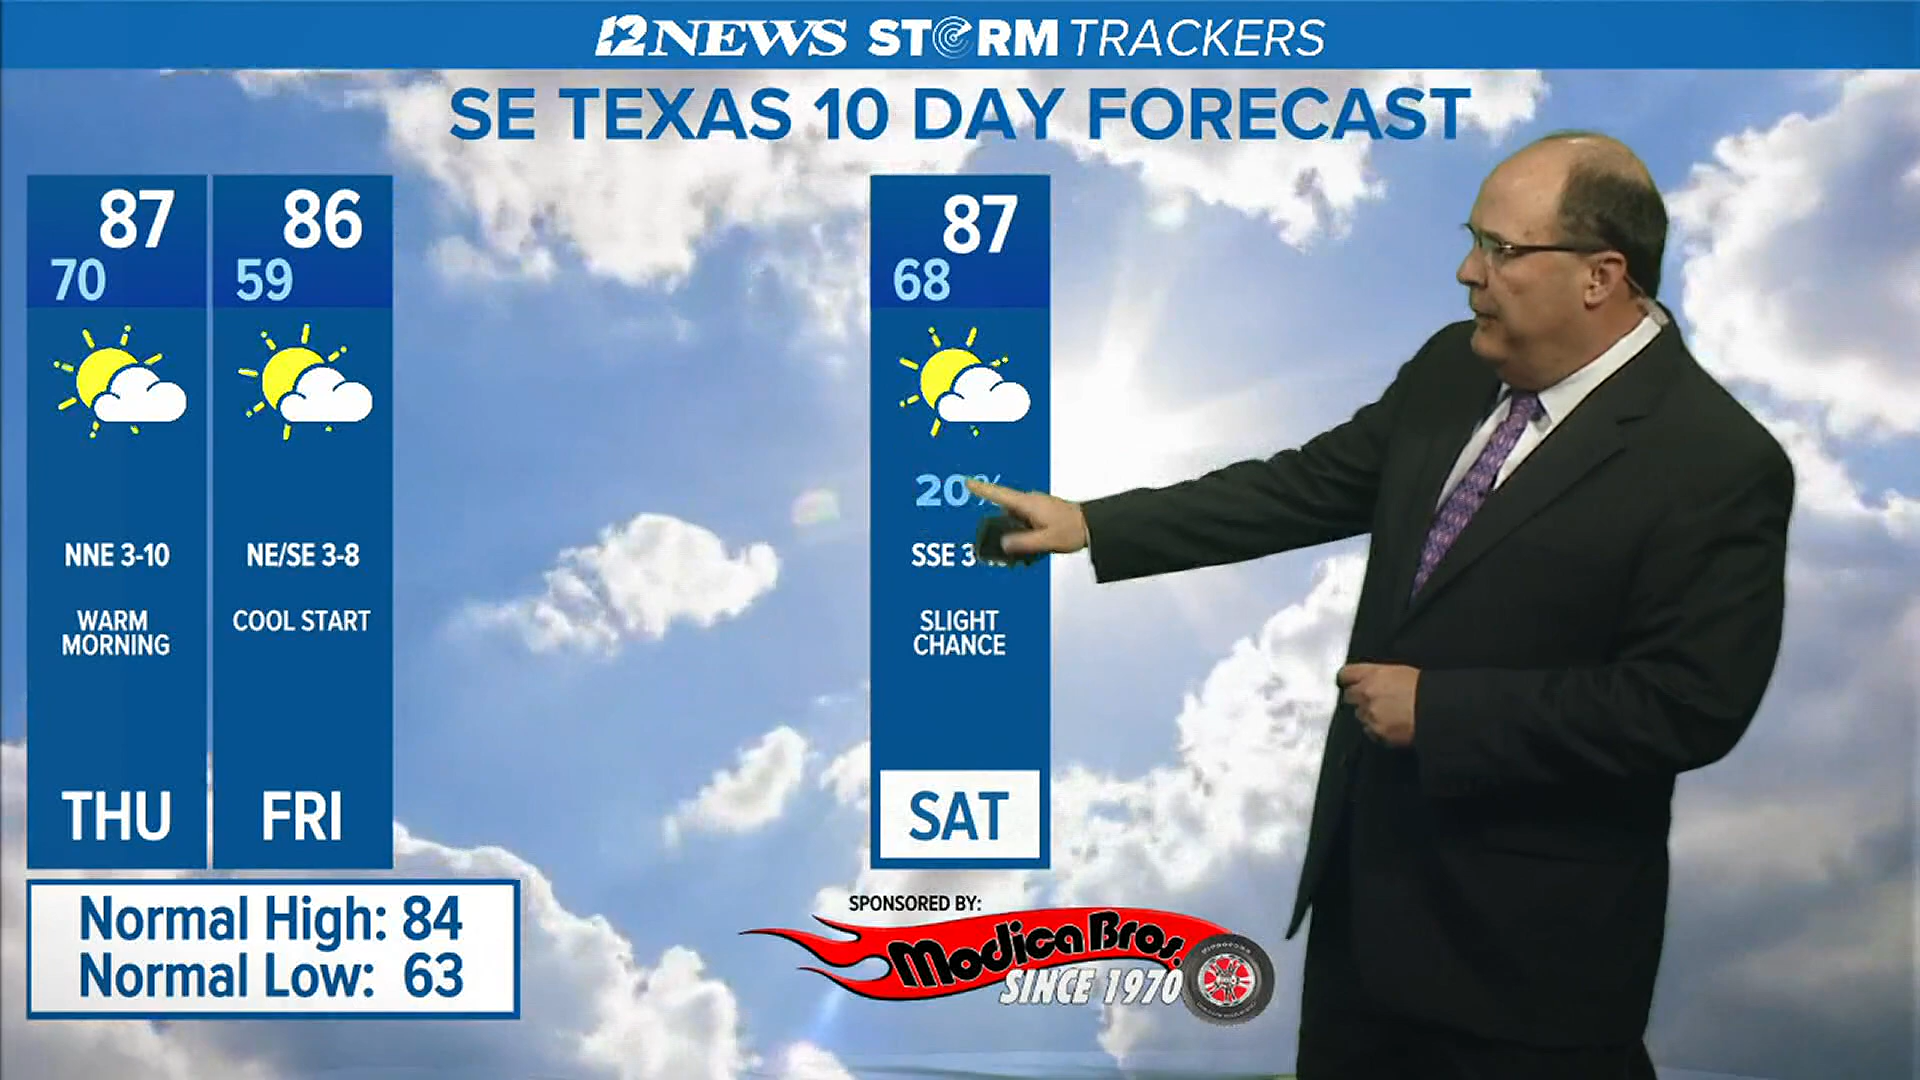 12NEWS STORM TRACKERS
SE TEXAS 10 DAY FORECAST
87
70
NNE 3-10
WARM
MORNING
THU
86
59
NE/SE 3-8
COOL START
FRI
87
68
20%
SSE
SLIGHT
CHANCE
SAT
Normal High: 84
Normal Low: 63
SPONSORED BY:
Modica Bros.
SINCE 1970